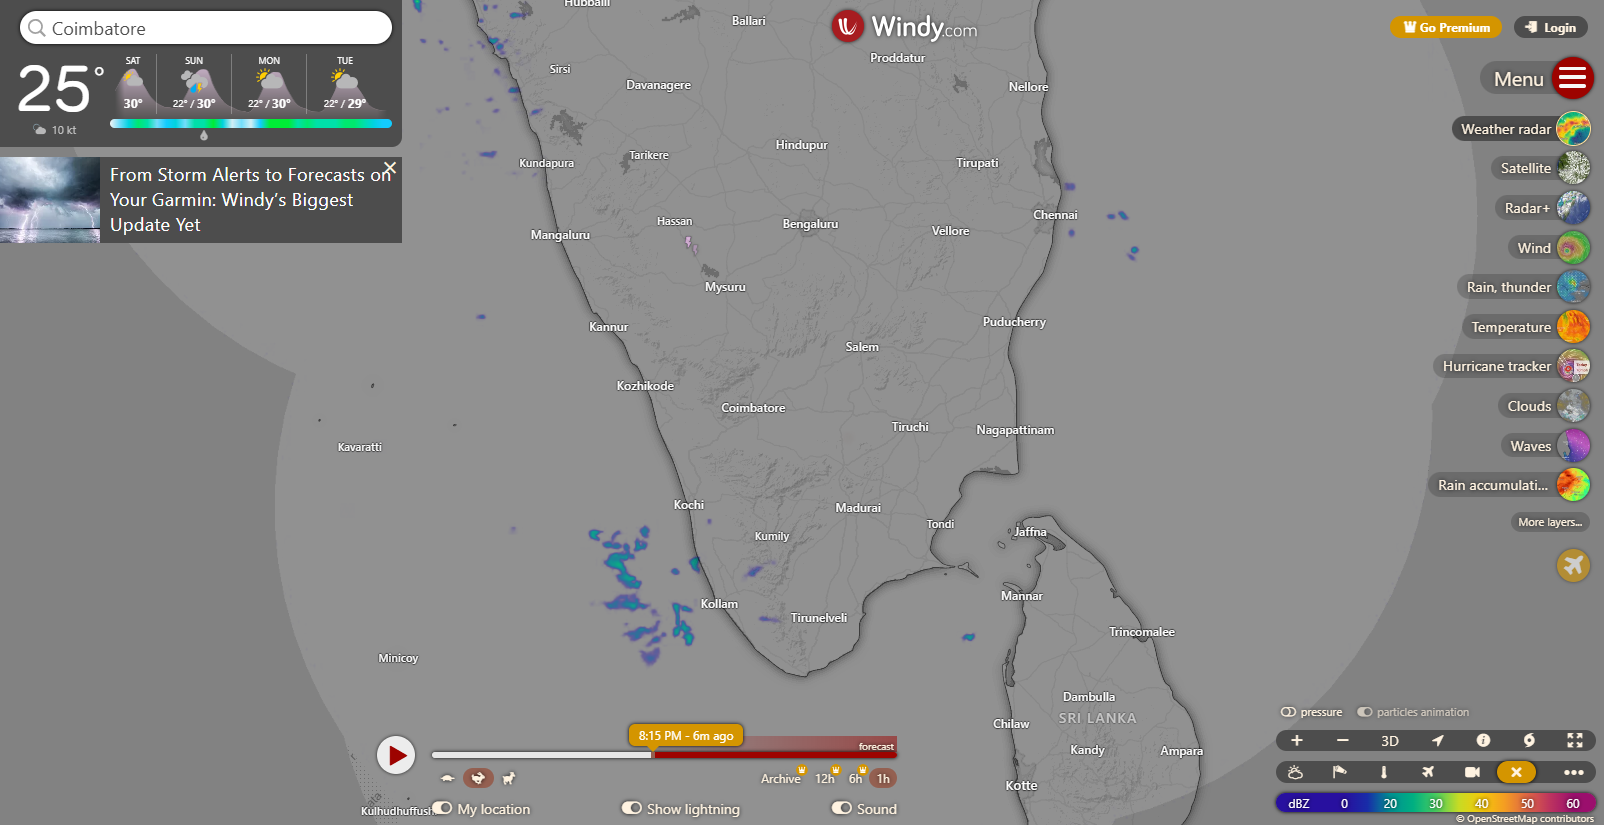 Coimbatore
25°
10 kt
SAT
30°
SUN
22° / 30°
MON
22° / 30°
TUE
22° / 29°
From Storm Alerts to Forecasts on
Your Garmin: Windy’s Biggest
Update Yet
Windy.com
Go Premium
Login
Menu
Weather radar
Satellite
Radar+
Wind
Rain, thunder
Temperature
Hurricane tracker
Clouds
Waves
Rain accumulati...
More layers...
Hubballi
Ballari
Proddatur
Sirsi
Davanagere
Nellore
Hindupur
Kundapura
Tarikere
Tirupati
Chennai
Hassan
Bengaluru
Vellore
Mangaluru
Mysuru
Puducherry
Kannur
Salem
Kozhikode
Coimbatore
Tiruchi
Nagapattinam
Kavaratti
Kochi
Madurai
Tondi
Jaffna
Kumily
Kollam
Mannar
Tirunelveli
Trincomalee
Minicoy
Dambulla
SRI LANKA
Chilaw
Kandy
Ampara
Kotte
Kulhudhuffush
8:15 PM - 6m ago
forecast
Archive
12h
6h
1h
My location
Show lightning
Sound
pressure
particles animation
+
−
3D
dBZ 0 20 30 40 50 60
© OpenStreetMap contributors